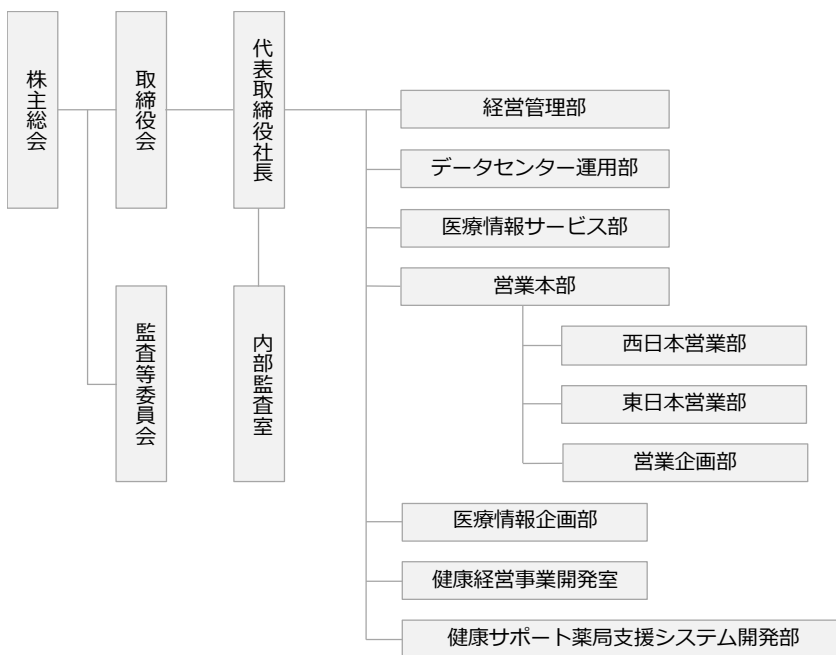 株主総会
取締役会
代表取締役社長
監査等委員会
内部監査室
経営管理部
データセンター運用部
医療情報サービス部
営業本部
西日本営業部
東日本営業部
営業企画部
医療情報企画部
健康経営事業開発室
健康サポート薬局支援システム開発部